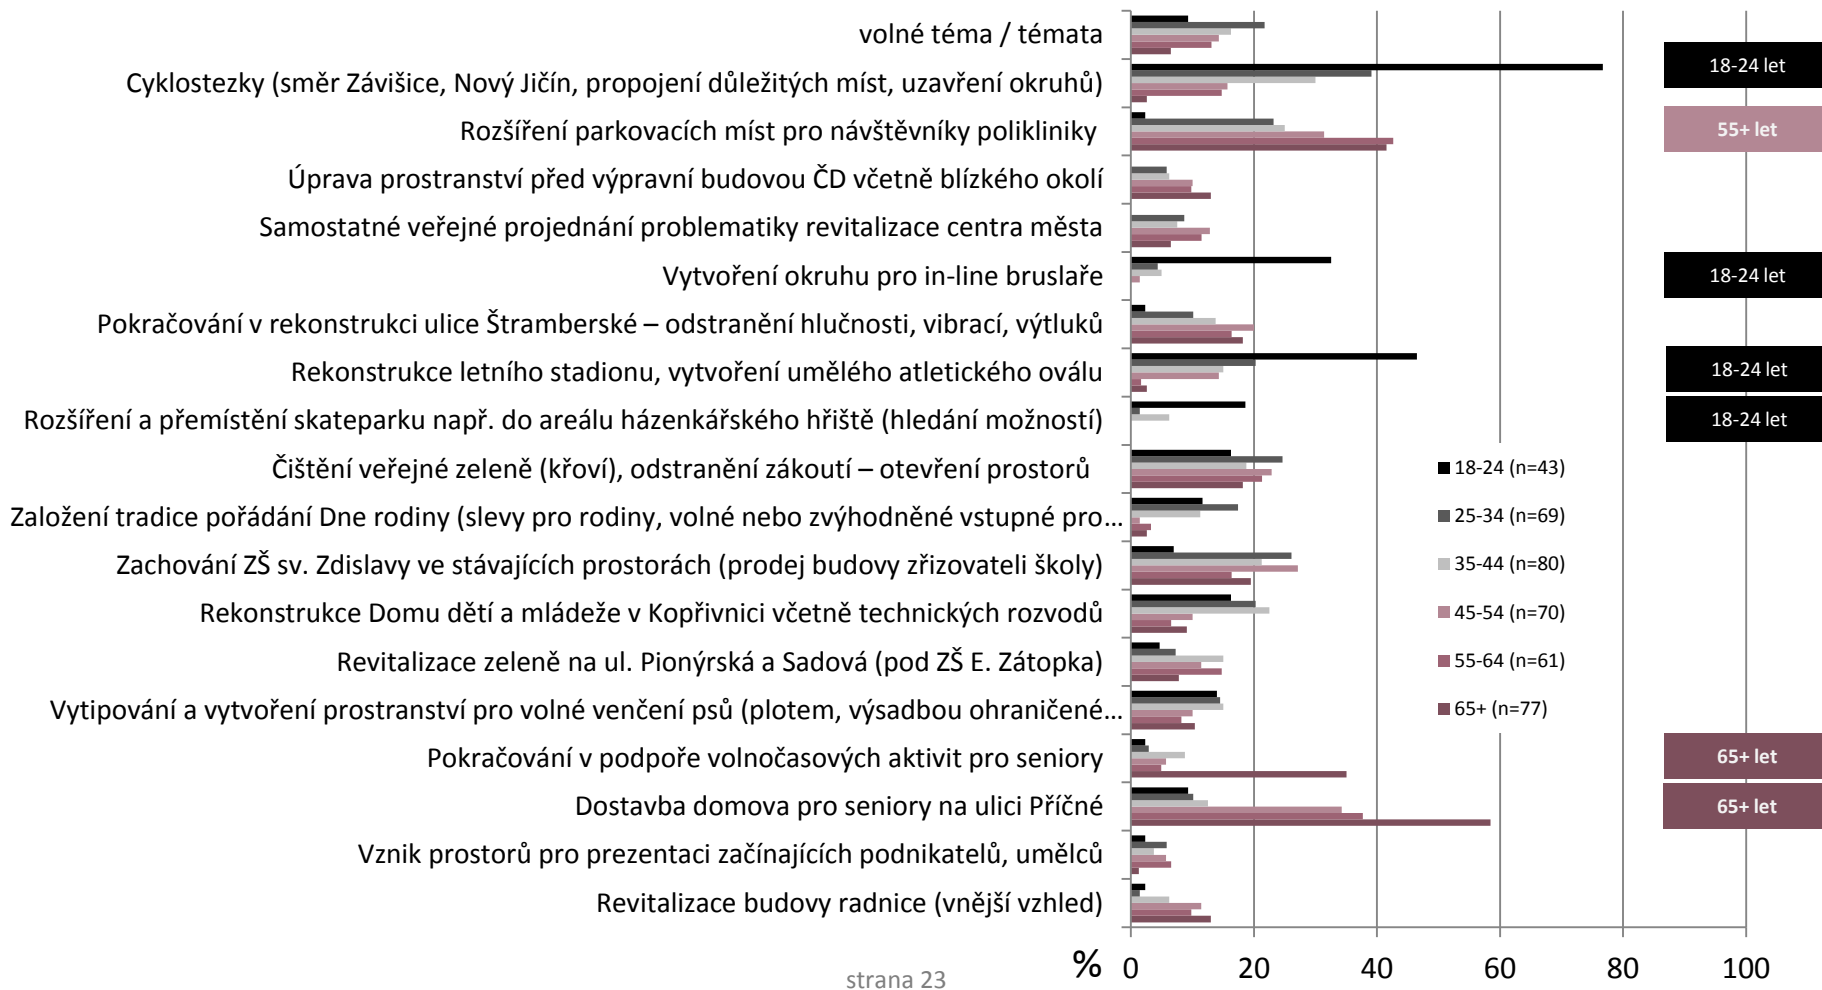 volné téma / témata
Cyklostezky (směr Závišice, Nový Jičín, propojení důležitých míst, uzavření okruhů)
18-24 let
Rozšíření parkovacích míst pro návštěvníky polikliniky
55+ let
Úprava prostranství před výpravní budovou ČD včetně blízkého okolí
Samostatné veřejné projednání problematiky revitalizace centra města
Vytvoření okruhu pro in-line bruslaře
18-24 let
Pokračování v rekonstrukci ulice Štramberské – odstranění hlučnosti, vibrací, výtluků
Rekonstrukce letního stadionu, vytvoření umělého atletického oválu
18-24 let
Rozšíření a přemístění skateparku např. do areálu házenkářského hřiště (hledání možností)
18-24 let
Čištění veřejné zeleně (křoví), odstranění zákoutí – otevření prostorů
18-24 (n=43)
Založení tradice pořádání Dne rodiny (slevy pro rodiny, volné nebo zvýhodněné vstupné pro...
25-34 (n=69)
Zachování ZŠ sv. Zdislavy ve stávajících prostorách (prodej budovy zřizovateli školy)
35-44 (n=80)
Rekonstrukce Domu dětí a mládeže v Kopřivnici včetně technických rozvodů
45-54 (n=70)
Revitalizace zeleně na ul. Pionýrská a Sadová (pod ZŠ E. Zátopka)
55-64 (n=61)
Vytipování a vytvoření prostranství pro volné venčení psů (plotem, výsadbou ohraničené...
65+ (n=77)
Pokračování v podpoře volnočasových aktivit pro seniory
65+ let
Dostavba domova pro seniory na ulici Příčné
65+ let
Vznik prostorů pro prezentaci začínajících podnikatelů, umělců
Revitalizace budovy radnice (vnější vzhled)
% 0 20 40 60 80 100
strana 23